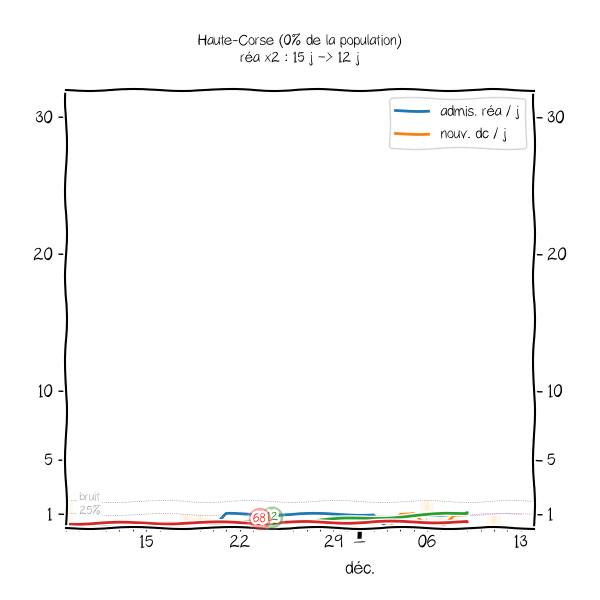 Haute-Corse (0% de la population)
réa x2 : 15 j -> 12 j
admis. réa / j
nouv. dc / j
30 30
20 20
10 10
5 5
bruit
25%
1 68 2 1
15 22 29 06 13
déc.